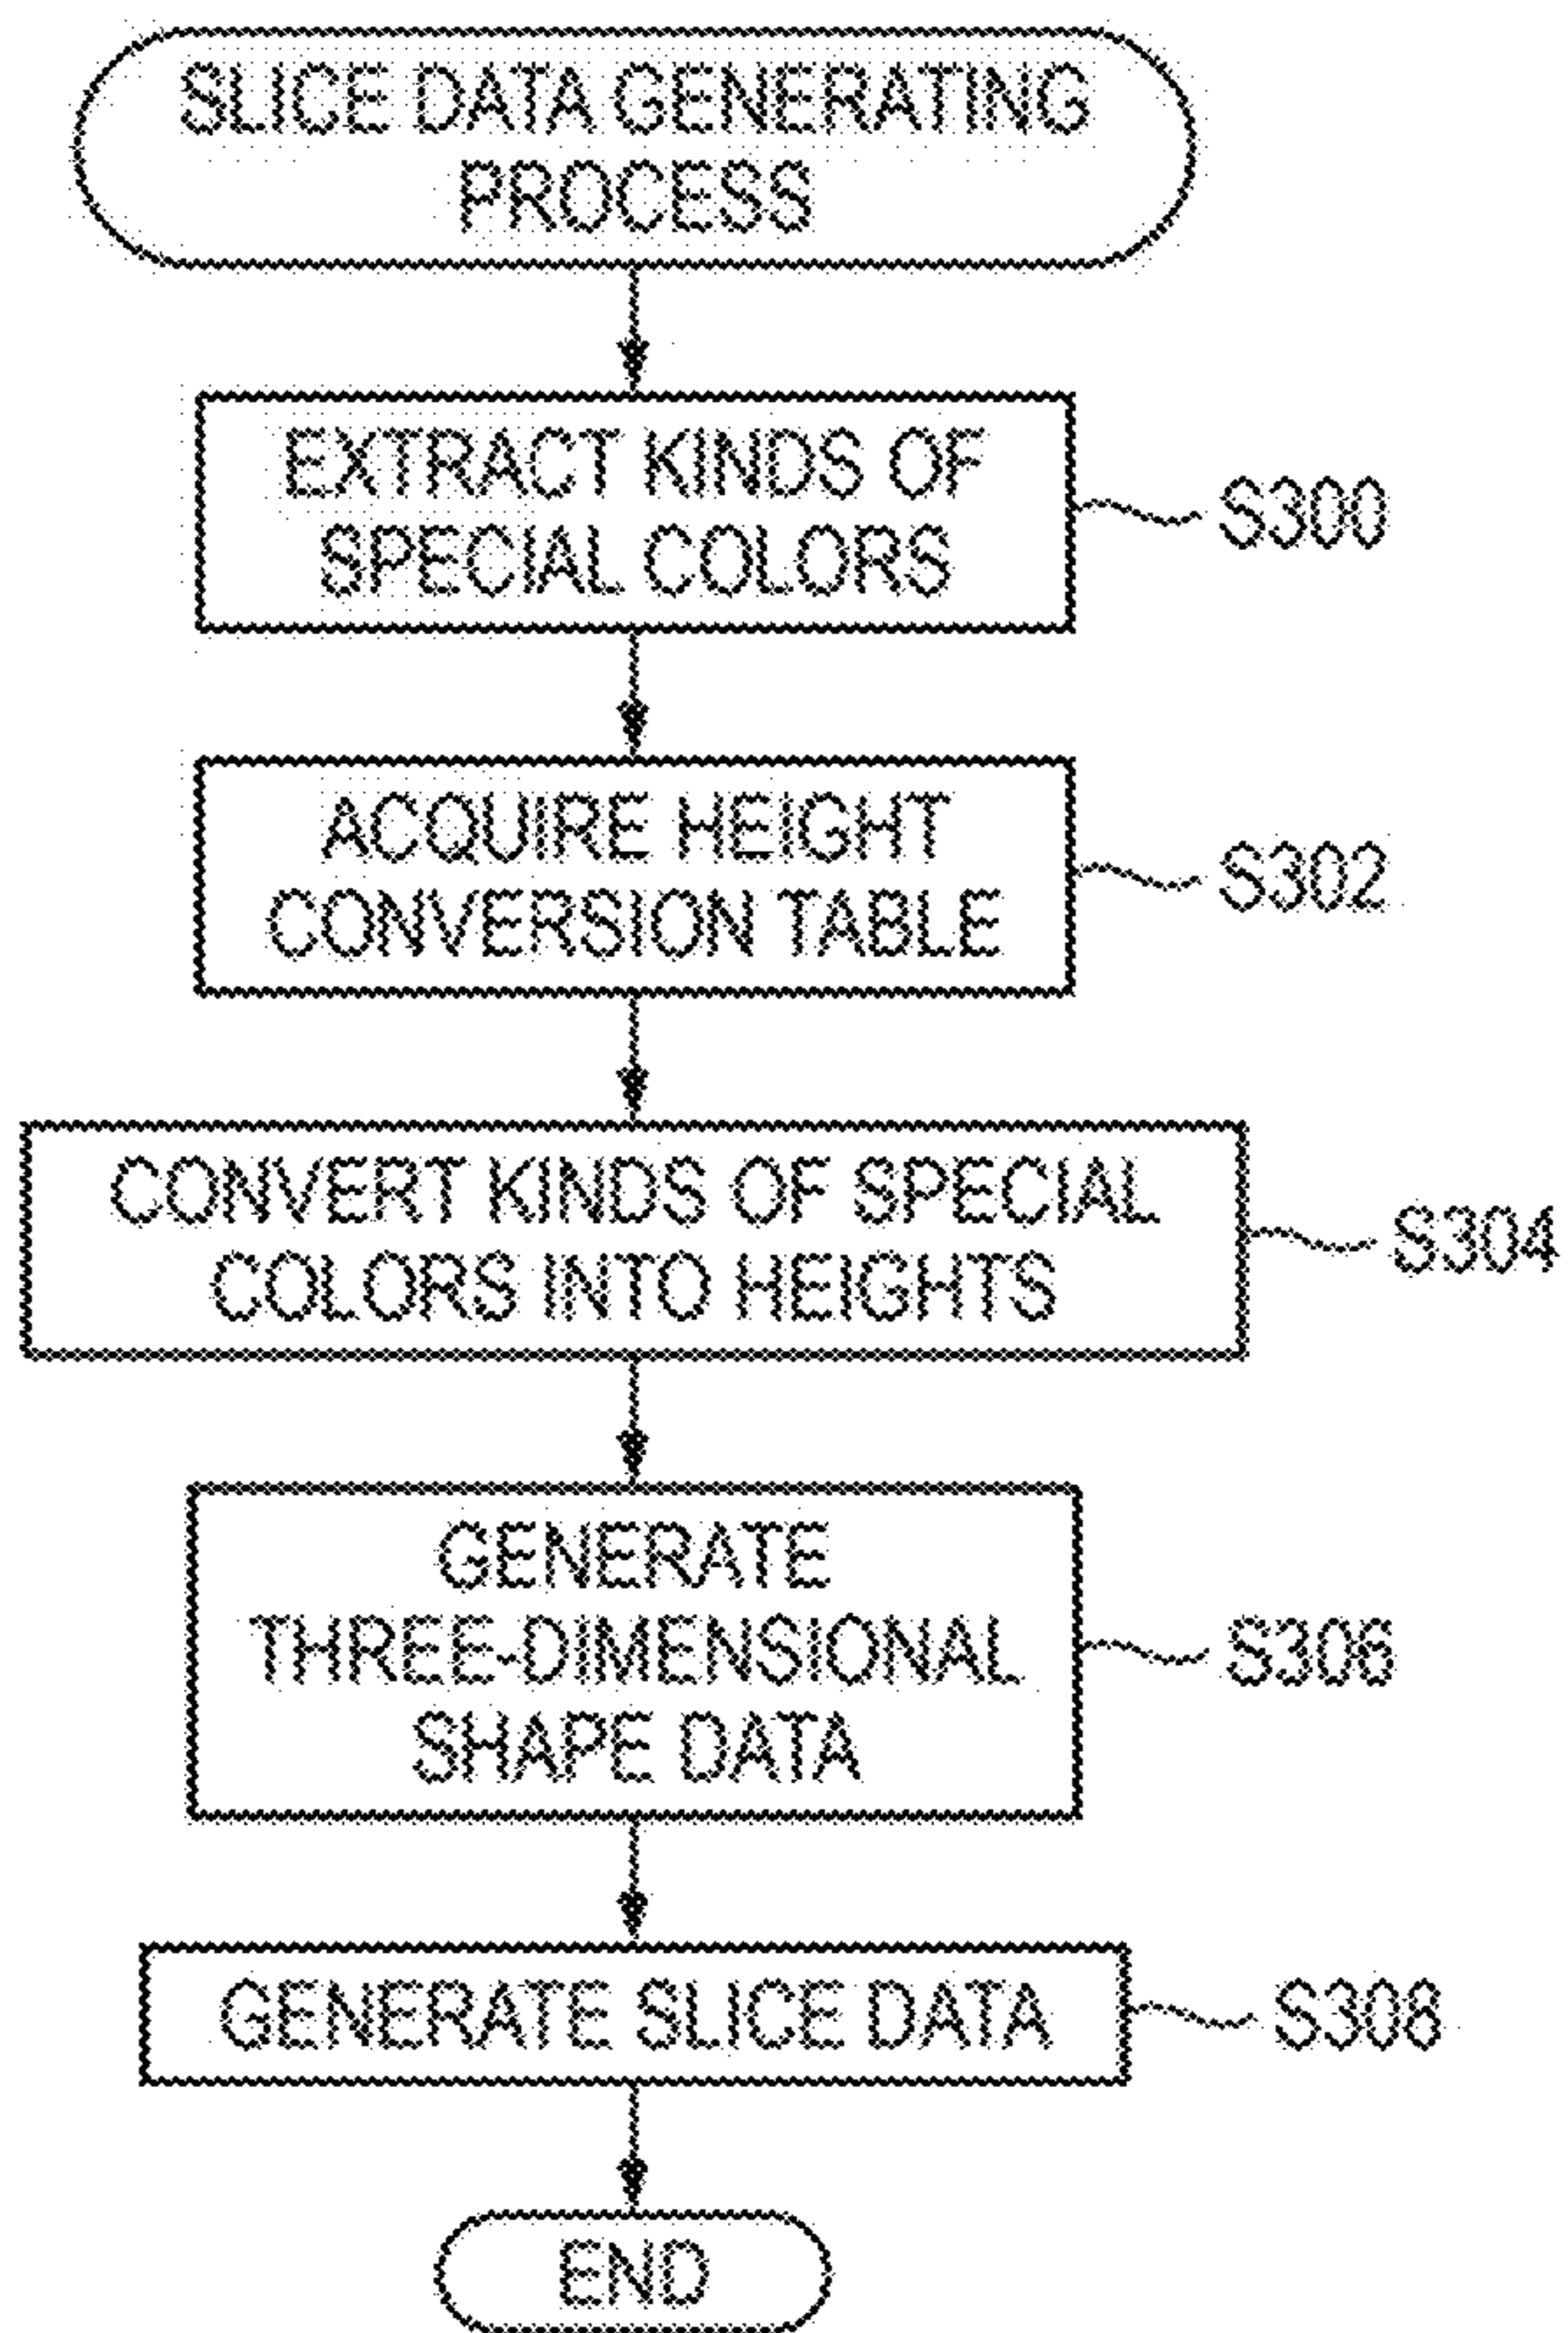 SLICE DATA GENERATING
PROCESS
EXTRACT KINDS OF
SPECIAL COLORS
S300
ACQUIRE HEIGHT
CONVERSION TABLE
S302
CONVERT KINDS OF SPECIAL
COLORS INTO HEIGHTS
S304
GENERATE
THREE-DIMENSIONAL
SHAPE DATA
S306
GENERATE SLICE DATA
S308
END